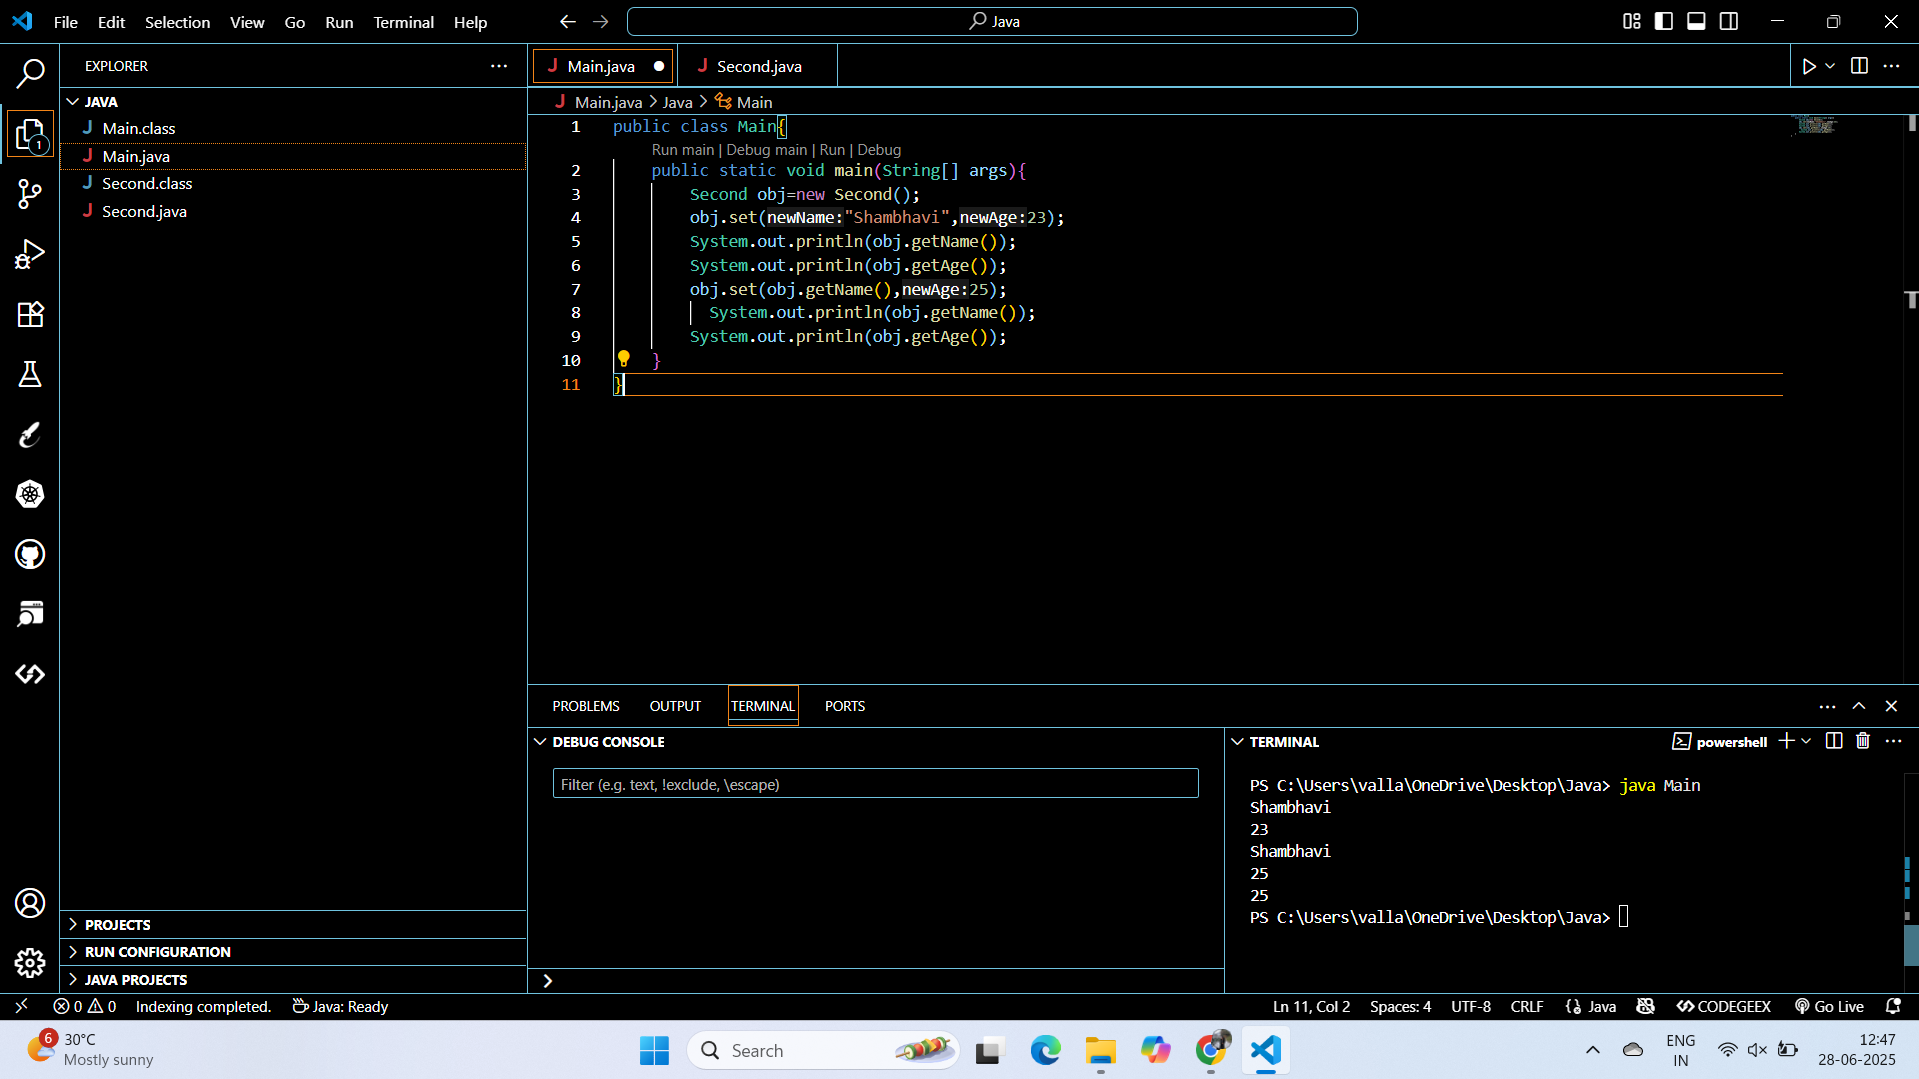 File Edit Selection View Go Run Terminal Help
Java
EXPLORER
JAVA
Main.class
Main.java
Second.class
Second.java
PROJECTS
RUN CONFIGURATION
JAVA PROJECTS
1
Main.java Second.java
Main.java > Java > Main
1 public class Main{
Run main | Debug main | Run | Debug
2 public static void main(String[] args){
3 Second obj=new Second();
4 obj.set(newName:"Shambhavi",newAge:23);
5 System.out.println(obj.getName());
6 System.out.println(obj.getAge());
7 obj.set(obj.getName(),newAge:25);
8 System.out.println(obj.getName());
9 System.out.println(obj.getAge());
10 }
11 }
PROBLEMS OUTPUT TERMINAL PORTS
DEBUG CONSOLE
Filter (e.g. text, !exclude, \escape)
TERMINAL
powershell
PS C:\Users\valla\OneDrive\Desktop\Java> java Main
Shambhavi
23
Shambhavi
25
25
PS C:\Users\valla\OneDrive\Desktop\Java>
0 0 Indexing completed. Java: Ready
Ln 11, Col 2 Spaces: 4 UTF-8 CRLF Java CODEGEEX Go Live
6
30°C
Mostly sunny
Search
ENG
IN
12:47
28-06-2025